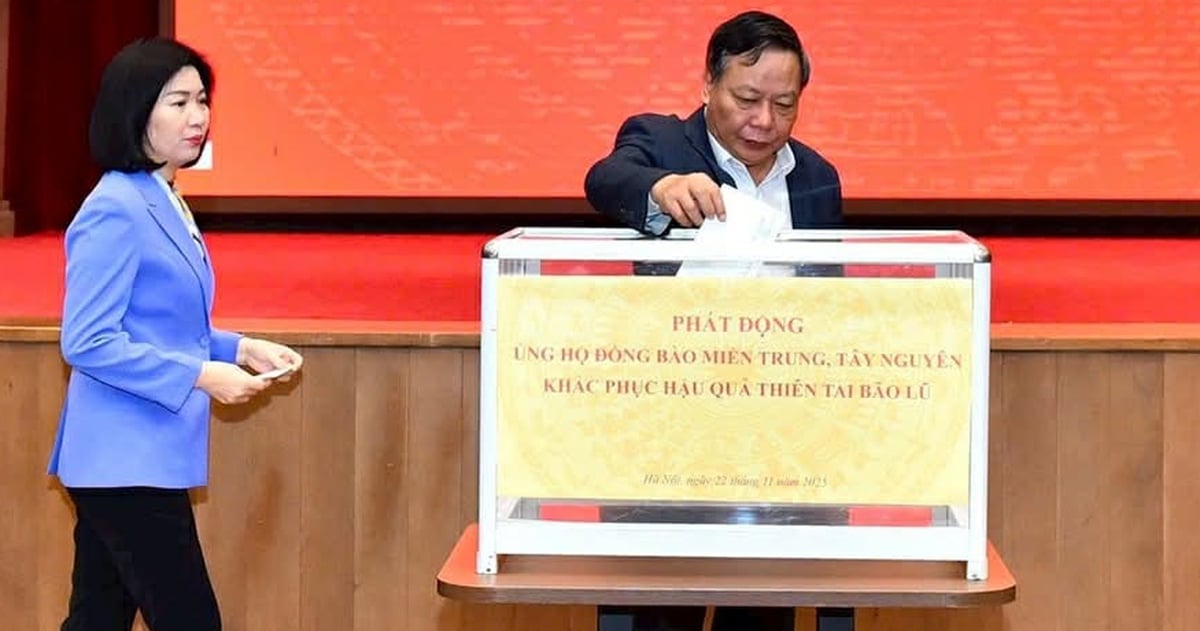 PHÁT ĐỘNG
ỦNG HỘ ĐỒNG BÀO MIỀN TRUNG, TÂY NGUYÊN
KHẮC PHỤC HẬU QUẢ THIÊN TAI BÃO LŨ
Hà Nội, ngày 22 tháng 11 năm 2025